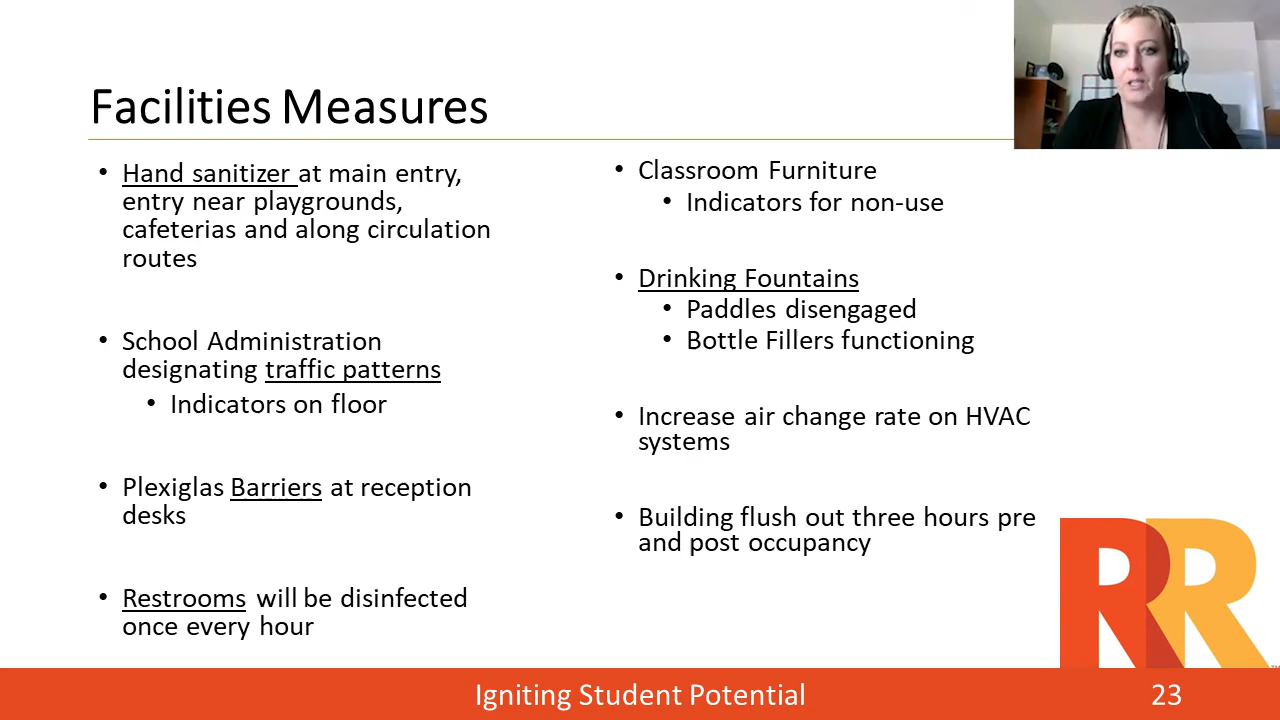 Facilities Measures
• Hand sanitizer at main entry,
entry near playgrounds,
cafeterias and along circulation
routes
• School Administration
designating traffic patterns
• Indicators on floor
• Plexiglas Barriers at reception
desks
• Restrooms will be disinfected
once every hour
• Classroom Furniture
• Indicators for non-use
• Drinking Fountains
• Paddles disengaged
• Bottle Fillers functioning
• Increase air change rate on HVAC
systems
• Building flush out three hours pre
and post occupancy
RR
TM
Igniting Student Potential
23